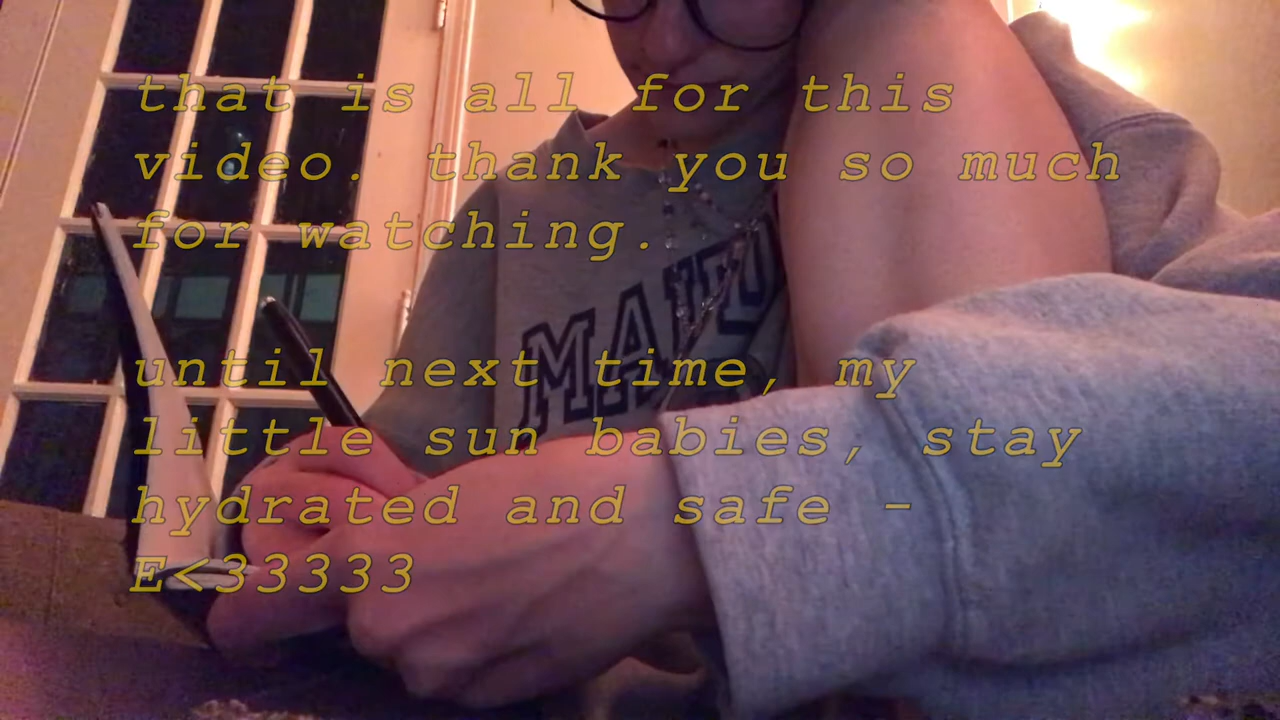 that is all for this
video. thank you so much
for watching.
until next time, my
little sun babies, stay
hydrated and safe -
E<33333